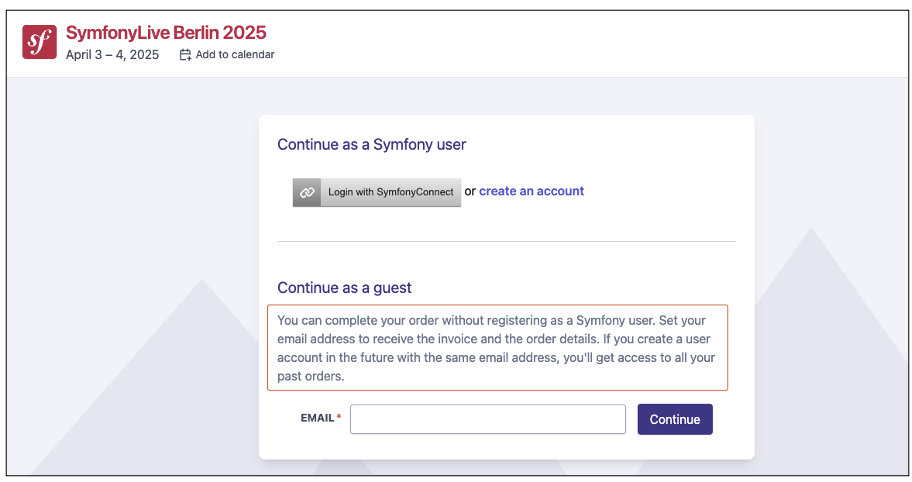 sf
SymfonyLive Berlin 2025
April 3 – 4, 2025 Add to calendar
Continue as a Symfony user
Login with SymfonyConnect or create an account
Continue as a guest
You can complete your order without registering as a Symfony user. Set your
email address to receive the invoice and the order details. If you create a user
account in the future with the same email address, you'll get access to all your
past orders.
EMAIL* Continue